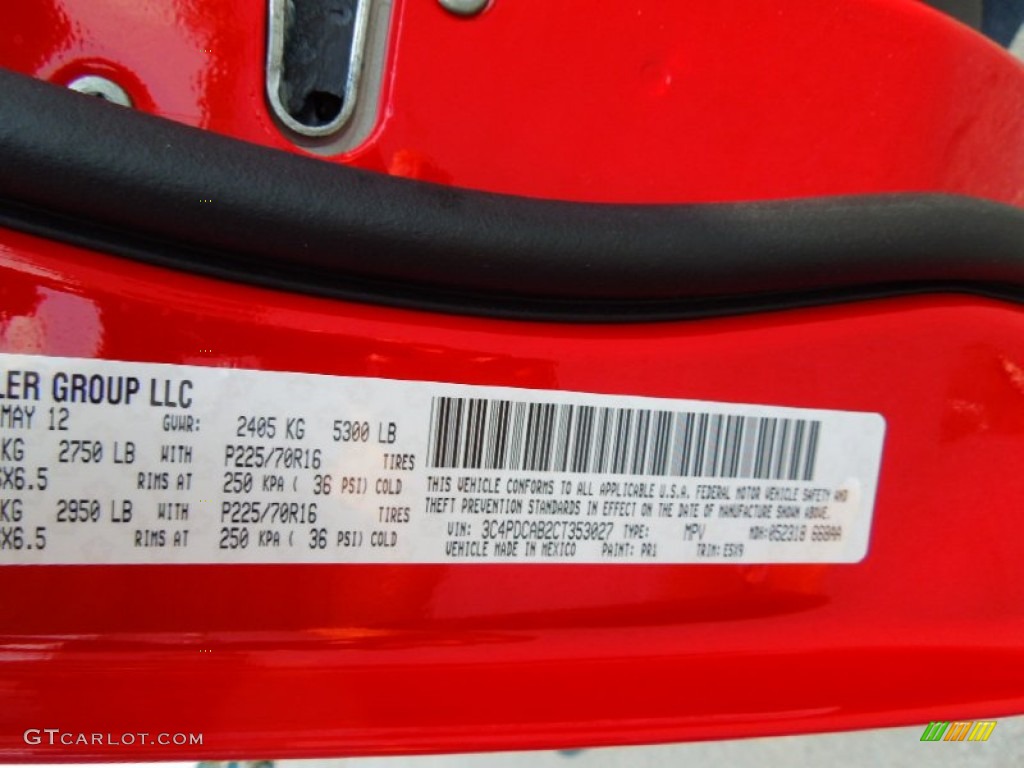 LER GROUP LLC
MAY 12 GVWR: 2405 KG 5300 LB
KG 2750 LB WITH P225/70R16 TIRES
X6.5 RIMS AT 250 KPA ( 36 PSI) COLD
KG 2950 LB WITH P225/70R16 TIRES
X6.5 RIMS AT 250 KPA ( 36 PSI) COLD
THIS VEHICLE CONFORMS TO ALL APPLICABLE U.S.A. FEDERAL MOTOR VEHICLE SAFETY AND
THEFT PREVENTION STANDARDS IN EFFECT ON THE DATE OF MANUFACTURE SHOWN ABOVE.
VIN: 3C4PDCAB2CT353027 TYPE: MPV MDH:052318 668AA
VEHICLE MADE IN MEXICO PAINT: PR1 TRIM: E5X9
GTCARLOT.COM